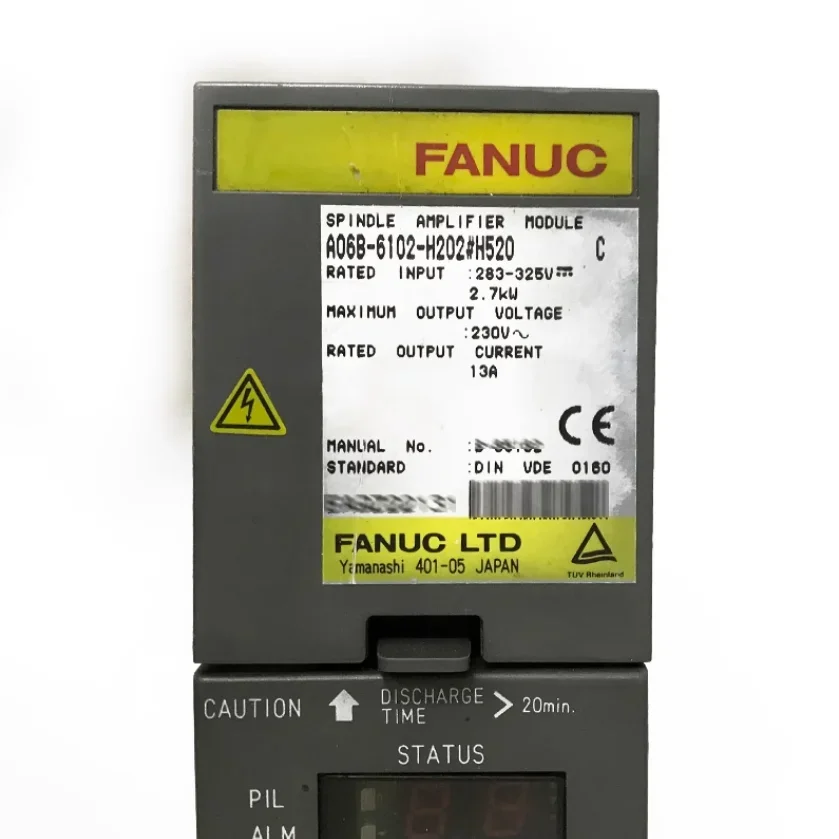 FANUC
SPINDLE AMPLIFIER MODULE
A06B-6102-H202#H520 C
RATED INPUT :283-325V⎓
2.7kW
MAXIMUM OUTPUT VOLTAGE
:230V～
RATED OUTPUT CURRENT
13A
CE
MANUAL No. :
STANDARD :DIN VDE 0160
FANUC LTD
Yamanashi 401-05 JAPAN
TUV Rheinland
CAUTION DISCHARGE TIME > 20min.
STATUS
PIL
ALM
88